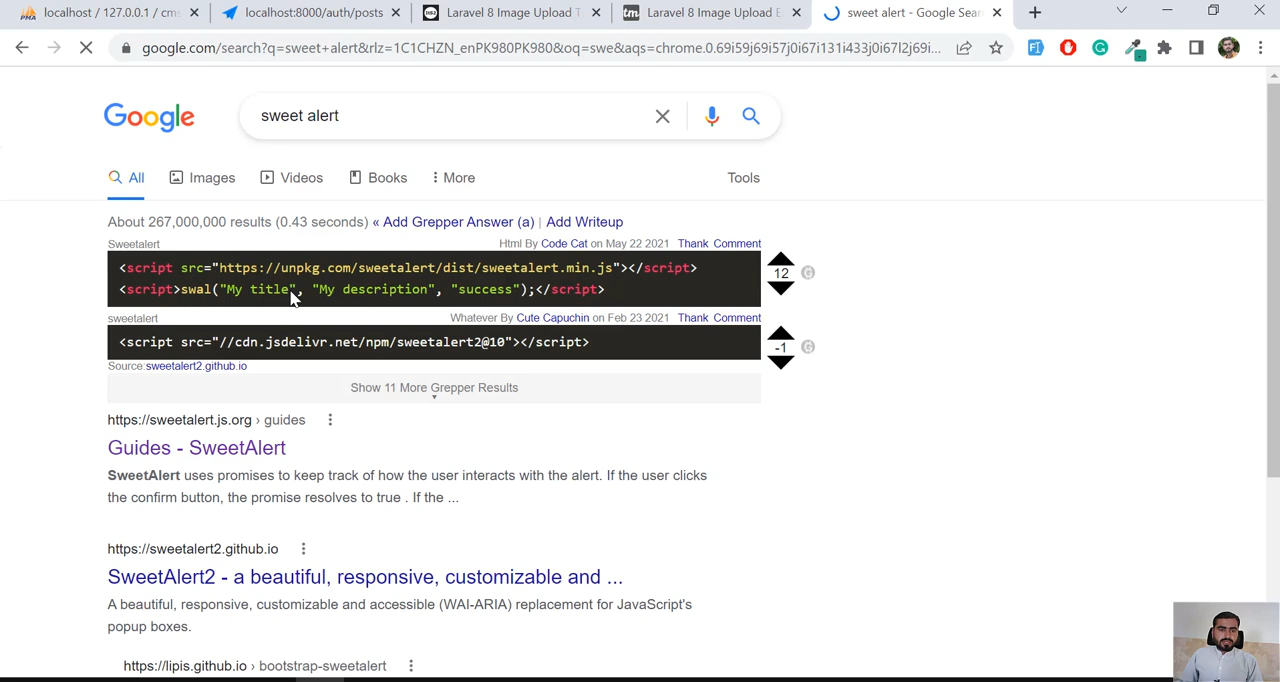 localhost / 127.0.0.1 / cms
localhost:8000/auth/posts
Laravel 8 Image Upload T
Laravel 8 Image Upload E
sweet alert - Google Sear
google.com/search?q=sweet+alert&rlz=1C1CHZN_enPK980PK980&oq=swe&aqs=chrome.0.69i59j69i57j0i67i131i433j0i67l2j69i...
Google
sweet alert
All
Images
Videos
Books
More
Tools
About 267,000,000 results (0.43 seconds) « Add Grepper Answer (a) | Add Writeup
Sweetalert
Html By Code Cat on May 22 2021 Thank Comment
<script src="https://unpkg.com/sweetalert/dist/sweetalert.min.js"></script>
<script>swal("My title", "My description", "success");</script>
12
sweetalert
Whatever By Cute Capuchin on Feb 23 2021 Thank Comment
<script src="//cdn.jsdelivr.net/npm/sweetalert2@10"></script>
-1
Source:sweetalert2.github.io
Show 11 More Grepper Results
https://sweetalert.js.org › guides
Guides - SweetAlert
SweetAlert uses promises to keep track of how the user interacts with the alert. If the user clicks
the confirm button, the promise resolves to true . If the ...
https://sweetalert2.github.io
SweetAlert2 - a beautiful, responsive, customizable and ...
A beautiful, responsive, customizable and accessible (WAI-ARIA) replacement for JavaScript's
popup boxes.
https://lipis.github.io › bootstrap-sweetalert